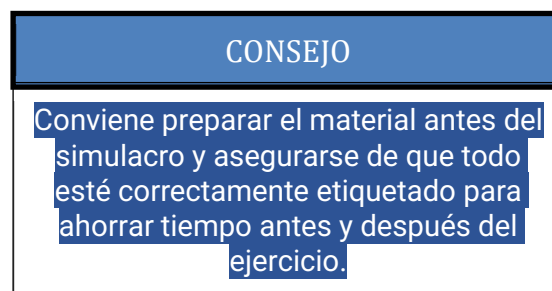 CONSEJO
Conviene preparar el material antes del
simulacro y asegurarse de que todo
esté correctamente etiquetado para
ahorrar tiempo antes y después del
ejercicio.